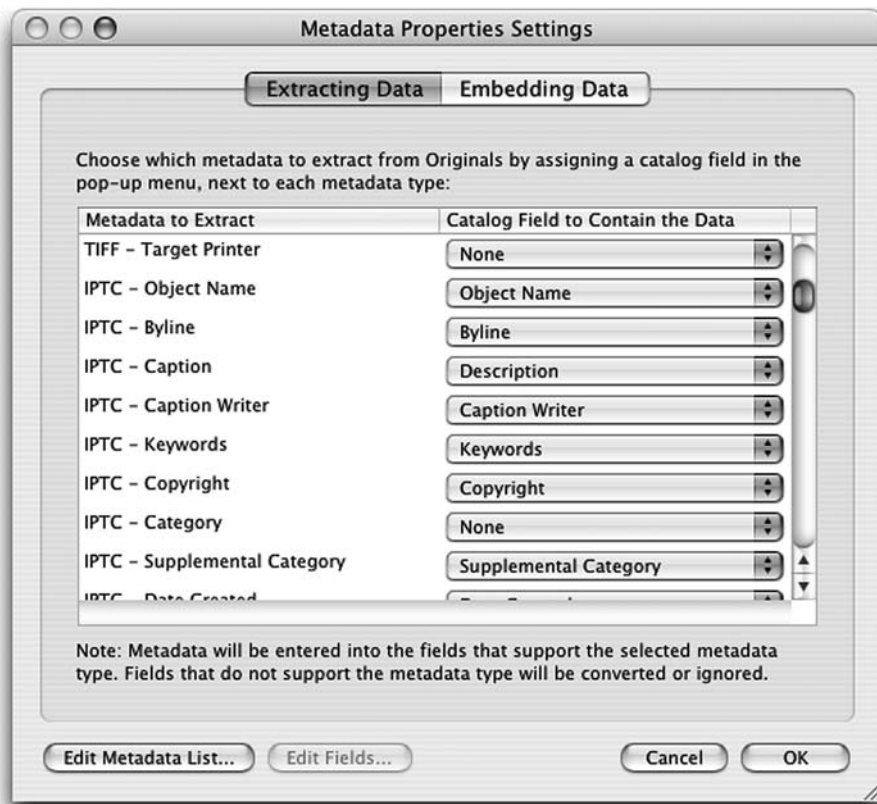 Metadata Properties Settings
Extracting Data Embedding Data
Choose which metadata to extract from Originals by assigning a catalog field in the
pop-up menu, next to each metadata type:
Metadata to Extract Catalog Field to Contain the Data
TIFF – Target Printer None
IPTC – Object Name Object Name
IPTC – Byline Byline
IPTC – Caption Description
IPTC – Caption Writer Caption Writer
IPTC – Keywords Keywords
IPTC – Copyright Copyright
IPTC – Category None
IPTC – Supplemental Category Supplemental Category
IPTC – Date Created
Note: Metadata will be entered into the fields that support the selected metadata
type. Fields that do not support the metadata type will be converted or ignored.
Edit Metadata List... Edit Fields... Cancel OK